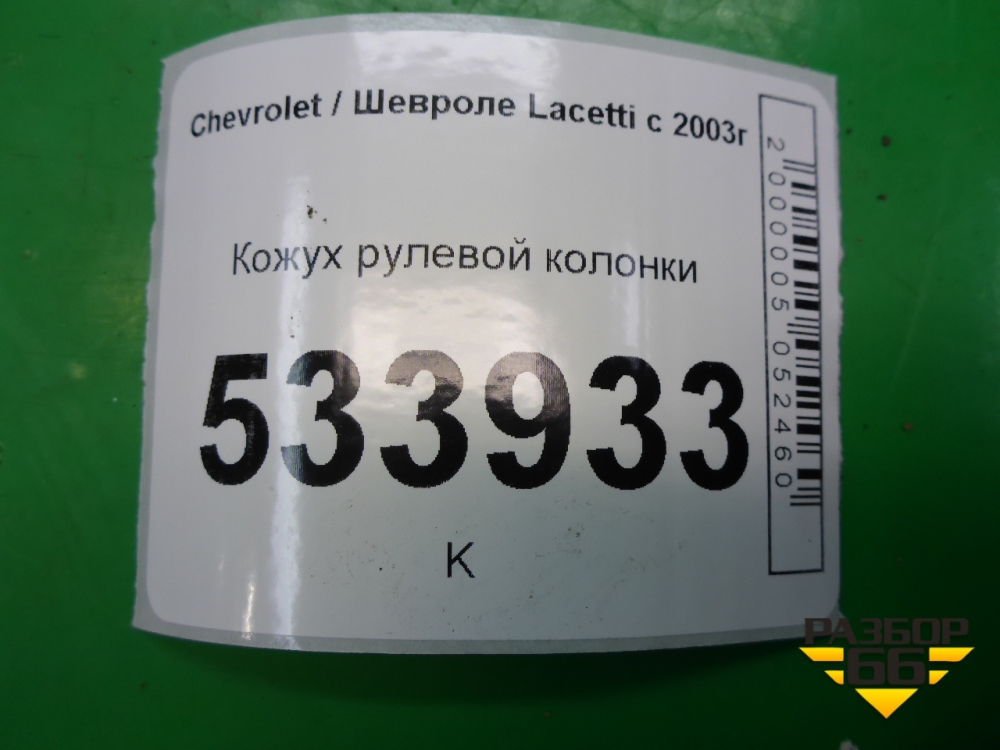 Chevrolet / Шевроле Lacetti с 2003г
Кожух рулевой колонки
533933
К
2000005052460
РАЗБОР
66